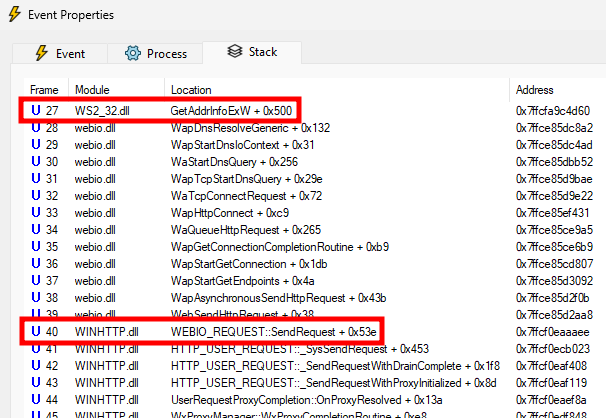 Event Properties
Event Process Stack
Frame Module Location Address
U 27 WS2_32.dll GetAddrInfoExW + 0x500 0x7ffcfa9c4d60
U 28 webio.dll WapDnsResolveGeneric + 0x132 0x7ffce85dc8a2
U 29 webio.dll WapStartDnsIoContext + 0x31 0x7ffce85dc4ad
U 30 webio.dll WaStartDnsQuery + 0x256 0x7ffce85dbb52
U 31 webio.dll WapTcpStartDnsQuery + 0x29e 0x7ffce85d9bae
U 32 webio.dll WaTcpConnectRequest + 0x72 0x7ffce85d9e22
U 33 webio.dll WapHttpConnect + 0xc9 0x7ffce85ef431
U 34 webio.dll WaQueueHttpRequest + 0x265 0x7ffce85ce9a5
U 35 webio.dll WapGetConnectionCompletionRoutine + 0xb9 0x7ffce85ce6b9
U 36 webio.dll WapStartGetConnection + 0x1db 0x7ffce85cd807
U 37 webio.dll WapStartGetEndpoints + 0x4a 0x7ffce85d3092
U 38 webio.dll WapAsynchronousSendHttpRequest + 0x43b 0x7ffce85d2f0b
U 39 webio.dll WebSendHttpRequest + 0x38 0x7ffce85d2aa8
U 40 WINHTTP.dll WEBIO_REQUEST::SendRequest + 0x53e 0x7ffcf0eaaaee
U 41 WINHTTP.dll HTTP_USER_REQUEST::_SysSendRequest + 0x453 0x7ffcf0ecb023
U 42 WINHTTP.dll HTTP_USER_REQUEST::_SendRequestWithDrainComplete + 0x1f8 0x7ffcf0eaf408
U 43 WINHTTP.dll HTTP_USER_REQUEST::_SendRequestWithProxyInitialized + 0x8d 0x7ffcf0eaf119
U 44 WINHTTP.dll UserRequestProxyCompletion::OnProxyResolved + 0x13a 0x7ffcf0eaef8a
U 45 WINHTTP.dll WxProxyManager::WxProxyCompletionRoutine + 0xe8